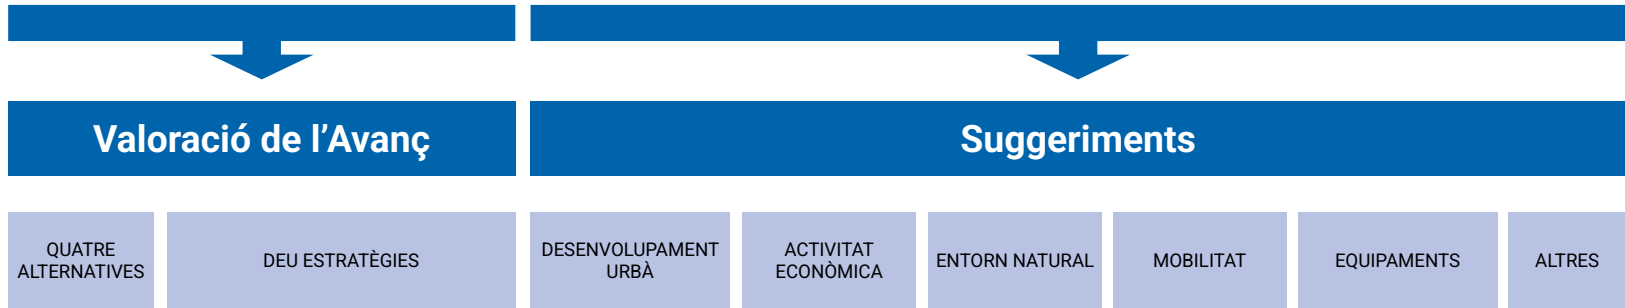 Valoració de l’Avanç
Suggeriments
QUATRE
ALTERNATIVES
DEU ESTRATÈGIES
DESENVOLUPAMENT
URBÀ
ACTIVITAT
ECONÒMICA
ENTORN NATURAL
MOBILITAT
EQUIPAMENTS
ALTRES